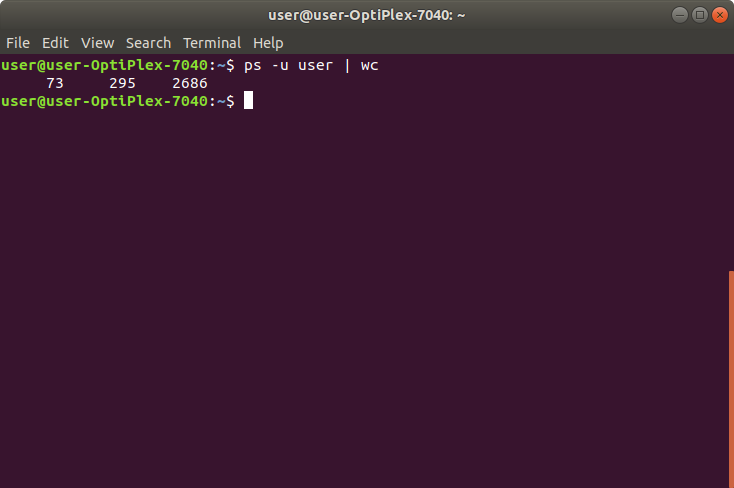 user@user-OptiPlex-7040: ~
File Edit View Search Terminal Help
user@user-OptiPlex-7040:~$ ps -u user | wc
     73     295    2686
user@user-OptiPlex-7040:~$